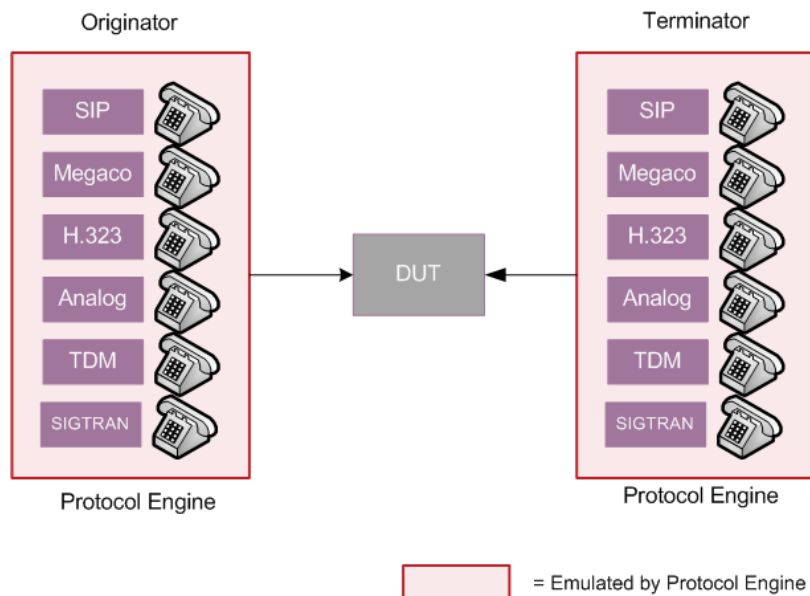 Originator
Terminator
SIP
Megaco
H.323
Analog
TDM
SIGTRAN
Protocol Engine
DUT
SIP
Megaco
H.323
Analog
TDM
SIGTRAN
Protocol Engine
= Emulated by Protocol Engine